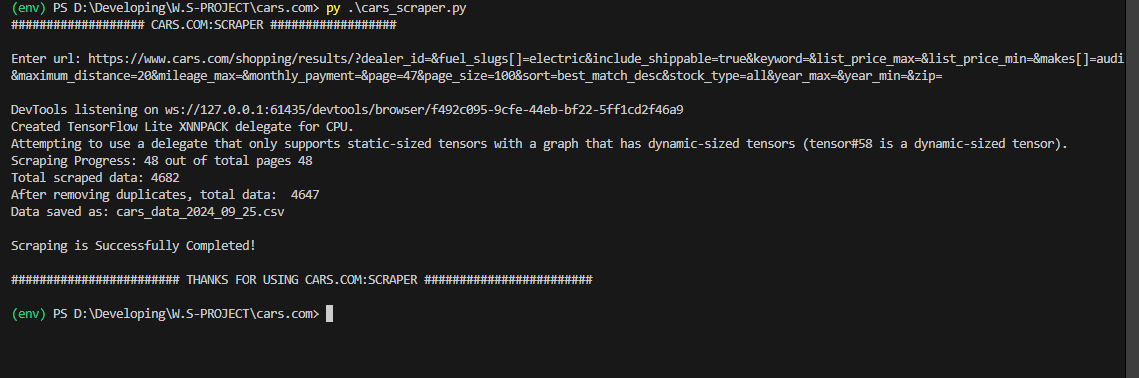 (env) PS D:\Developing\W.S-PROJECT\cars.com> py .\cars_scraper.py
################### CARS.COM:SCRAPER ##################
Enter url: https://www.cars.com/shopping/results/?dealer_id=&fuel_slugs[]=electric&include_shippable=true&keyword=&list_price_max=&list_price_min=&makes[]=audi
&maximum_distance=20&mileage_max=&monthly_payment=&page=47&page_size=100&sort=best_match_desc&stock_type=all&year_max=&year_min=&zip=
DevTools listening on ws://127.0.0.1:61435/devtools/browser/f492c095-9cfe-44eb-bf22-5ff1cd2f46a9
Created TensorFlow Lite XNNPACK delegate for CPU.
Attempting to use a delegate that only supports static-sized tensors with a graph that has dynamic-sized tensors (tensor#58 is a dynamic-sized tensor).
Scraping Progress: 48 out of total pages 48
Total scraped data: 4682
After removing duplicates, total data:  4647
Data saved as: cars_data_2024_09_25.csv
Scraping is Successfully Completed!
######################## THANKS FOR USING CARS.COM:SCRAPER ########################
(env) PS D:\Developing\W.S-PROJECT\cars.com>